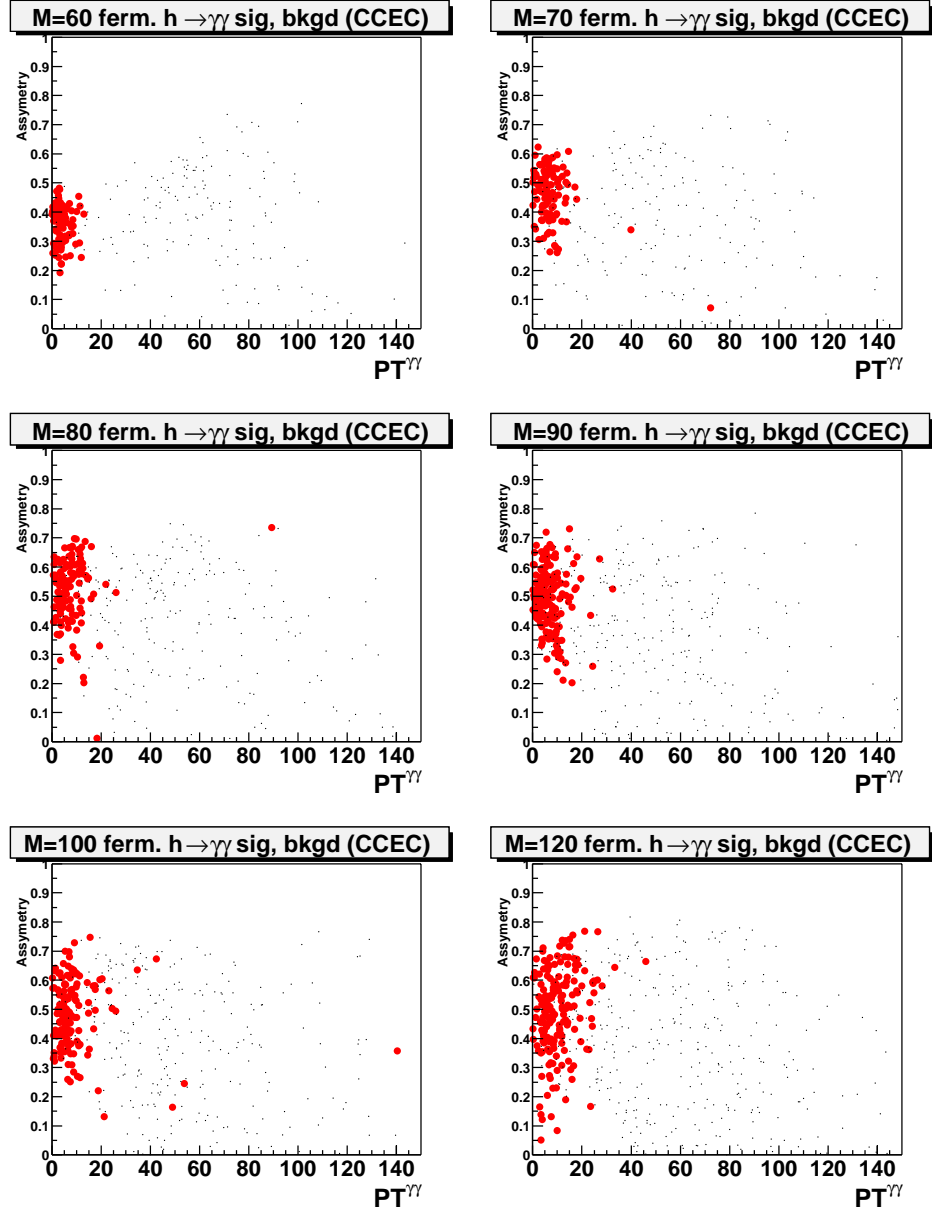 M=60 ferm. h →γγ sig, bkgd (CCEC)
Assymetry
1
0.9
0.8
0.7
0.6
0.5
0.4
0.3
0.2
0.1
0
0 20 40 60 80 100 120 140
PT^γγ
M=70 ferm. h →γγ sig, bkgd (CCEC)
Assymetry
1
0.9
0.8
0.7
0.6
0.5
0.4
0.3
0.2
0.1
0
0 20 40 60 80 100 120 140
PT^γγ
M=80 ferm. h →γγ sig, bkgd (CCEC)
Assymetry
1
0.9
0.8
0.7
0.6
0.5
0.4
0.3
0.2
0.1
0
0 20 40 60 80 100 120 140
PT^γγ
M=90 ferm. h →γγ sig, bkgd (CCEC)
Assymetry
1
0.9
0.8
0.7
0.6
0.5
0.4
0.3
0.2
0.1
0
0 20 40 60 80 100 120 140
PT^γγ
M=100 ferm. h →γγ sig, bkgd (CCEC)
Assymetry
1
0.9
0.8
0.7
0.6
0.5
0.4
0.3
0.2
0.1
0
0 20 40 60 80 100 120 140
PT^γγ
M=120 ferm. h →γγ sig, bkgd (CCEC)
Assymetry
1
0.9
0.8
0.7
0.6
0.5
0.4
0.3
0.2
0.1
0
0 20 40 60 80 100 120 140
PT^γγ